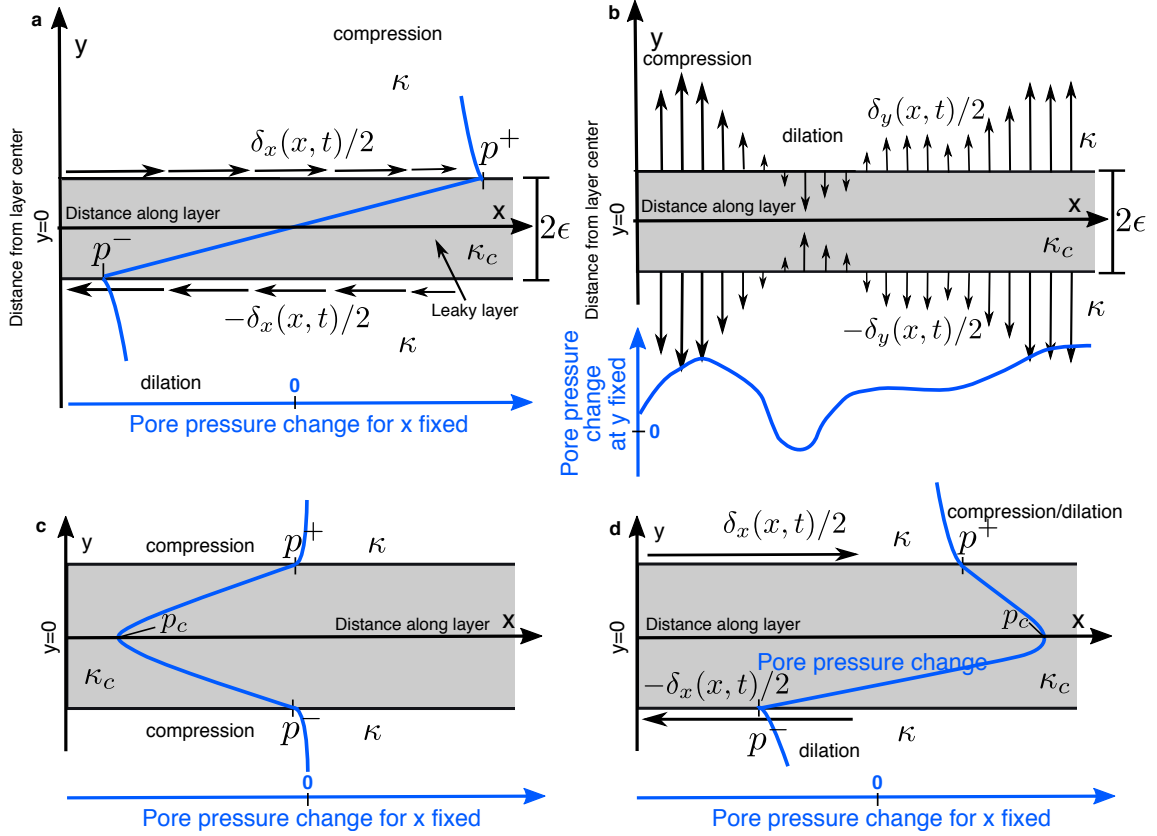 a
y
compression
κ
δ_x(x, t)/2
p^+
Distance from layer center
y=0
Distance along layer
x
2ϵ
p^-
κ_c
Leaky layer
-δ_x(x, t)/2
κ
dilation
0
Pore pressure change for x fixed
b
y
compression
dilation
δ_y(x, t)/2
κ
Distance from layer center
y=0
Distance along layer
x
2ϵ
κ_c
-δ_y(x, t)/2
κ
Pore pressure
change
at y fixed
0
c
y
compression
p^+
κ
y=0
p_c
Distance along layer
x
κ_c
compression
p^-
κ
0
Pore pressure change for x fixed
d
y
δ_x(x, t)/2
κ
compression/dilation
p^+
y=0
Distance along layer
p_c
x
Pore pressure change
-δ_x(x, t)/2
κ_c
p^-
κ
dilation
0
Pore pressure change for x fixed